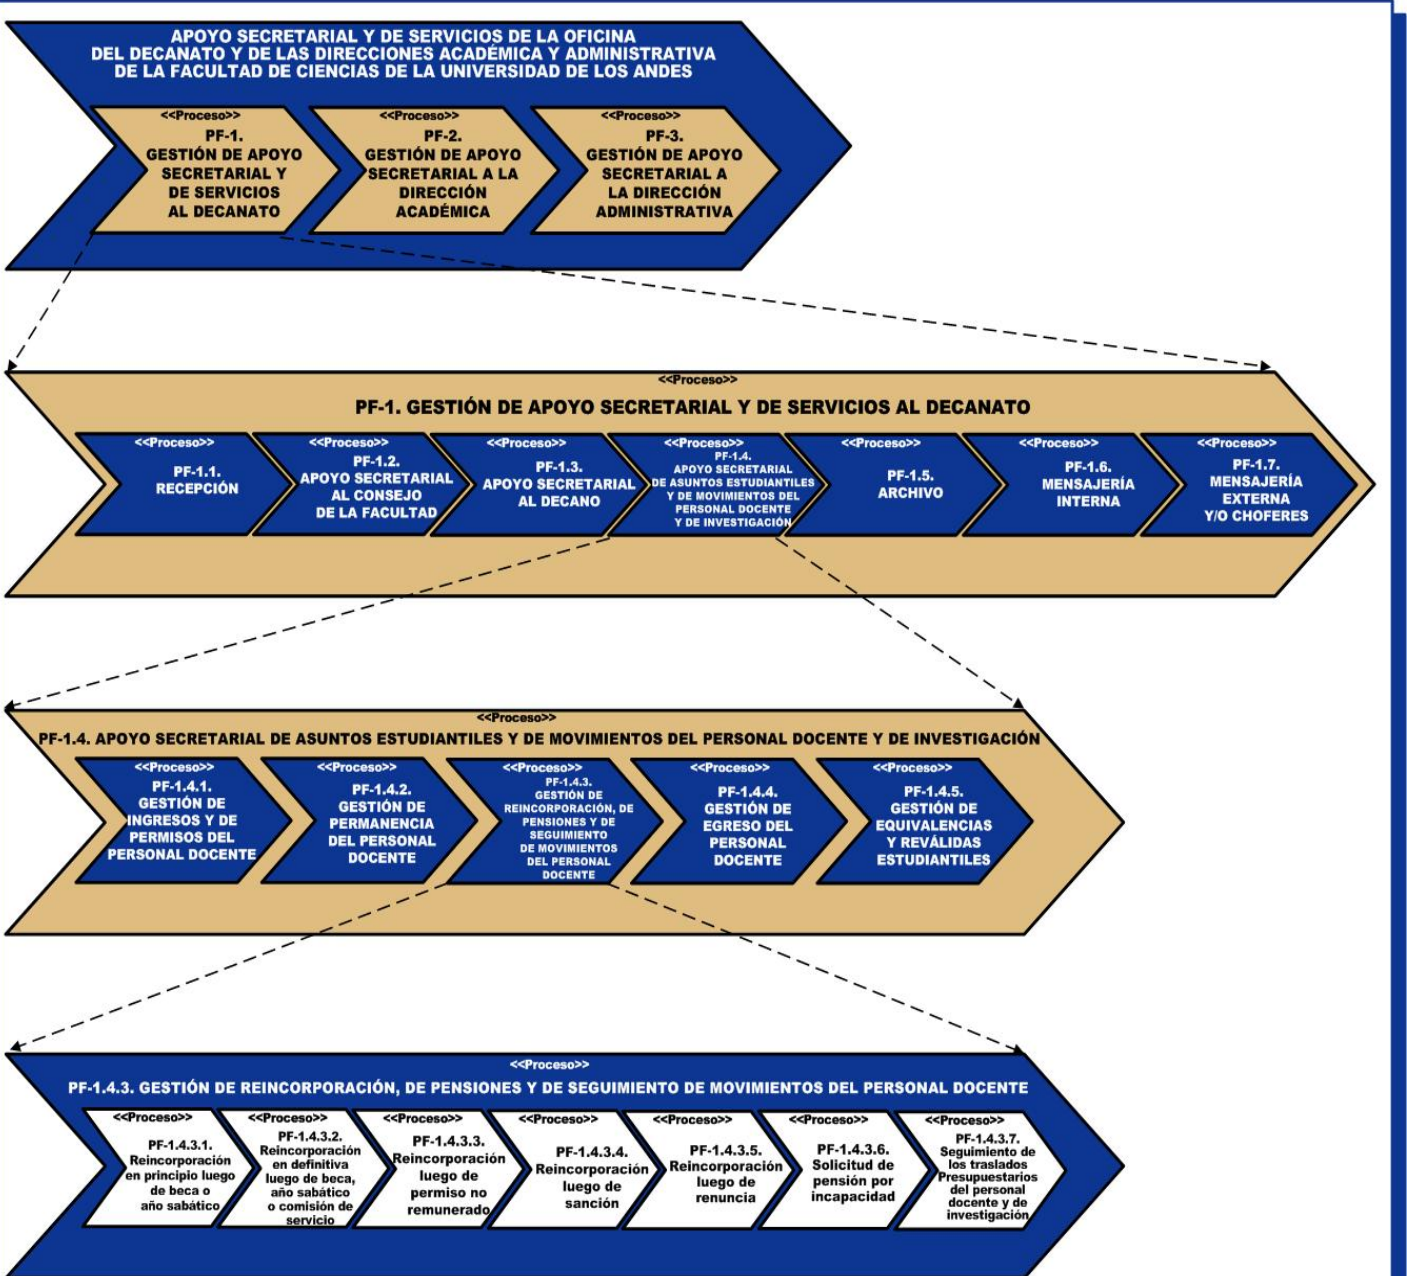 APOYO SECRETARIAL Y DE SERVICIOS DE LA OFICINA
DEL DECANATO Y DE LAS DIRECCIONES ACADÉMICA Y ADMINISTRATIVA
DE LA FACULTAD DE CIENCIAS DE LA UNIVERSIDAD DE LOS ANDES
<<Proceso>>
PF-1.
GESTIÓN DE APOYO
SECRETARIAL Y
DE SERVICIOS
AL DECANATO
<<Proceso>>
PF-2.
GESTIÓN DE APOYO
SECRETARIAL A LA
DIRECCIÓN
ACADÉMICA
<<Proceso>>
PF-3.
GESTIÓN DE APOYO
SECRETARIAL A
LA DIRECCIÓN
ADMINISTRATIVA
<<Proceso>>
PF-1. GESTIÓN DE APOYO SECRETARIAL Y DE SERVICIOS AL DECANATO
<<Proceso>>
PF-1.1.
RECEPCIÓN
<<Proceso>>
PF-1.2.
APOYO SECRETARIAL
AL CONSEJO
DE LA FACULTAD
<<Proceso>>
PF-1.3.
APOYO SECRETARIAL
AL DECANO
<<Proceso>>
PF-1.4.
APOYO SECRETARIAL
DE ASUNTOS ESTUDIANTILES
Y DE MOVIMIENTOS DEL
PERSONAL DOCENTE
Y DE INVESTIGACIÓN
<<Proceso>>
PF-1.5.
ARCHIVO
<<Proceso>>
PF-1.6.
MENSAJERÍA
INTERNA
<<Proceso>>
PF-1.7.
MENSAJERÍA
EXTERNA
Y/O CHOFERES
<<Proceso>>
PF-1.4. APOYO SECRETARIAL DE ASUNTOS ESTUDIANTILES Y DE MOVIMIENTOS DEL PERSONAL DOCENTE Y DE INVESTIGACIÓN
<<Proceso>>
PF-1.4.1.
GESTIÓN DE
INGRESOS Y DE
PERMISOS DEL
PERSONAL DOCENTE
<<Proceso>>
PF-1.4.2.
GESTIÓN DE
PERMANENCIA
DEL PERSONAL
DOCENTE
<<Proceso>>
PF-1.4.3.
GESTIÓN DE
REINCORPORACIÓN, DE
PENSIONES Y DE
SEGUIMIENTO
DE MOVIMIENTOS
DEL PERSONAL
DOCENTE
<<Proceso>>
PF-1.4.4.
GESTIÓN DE
EGRESO DEL
PERSONAL
DOCENTE
<<Proceso>>
PF-1.4.5.
GESTIÓN DE
EQUIVALENCIAS
Y REVÁLIDAS
ESTUDIANTILES
<<Proceso>>
PF-1.4.3. GESTIÓN DE REINCORPORACIÓN, DE PENSIONES Y DE SEGUIMIENTO DE MOVIMIENTOS DEL PERSONAL DOCENTE
<<Proceso>>
PF-1.4.3.1.
Reincorporación
en principio luego
de beca o
año sabático
<<Proceso>>
PF-1.4.3.2.
Reincorporación
en definitiva
luego de beca,
año sabático
o comisión de
servicio
<<Proceso>>
PF-1.4.3.3.
Reincorporación
luego de
permiso no
remunerado
<<Proceso>>
PF-1.4.3.4.
Reincorporación
luego de
sanción
<<Proceso>>
PF-1.4.3.5.
Reincorporación
luego de
renuncia
<<Proceso>>
PF-1.4.3.6.
Solicitud de
pensión por
incapacidad
<<Proceso>>
PF-1.4.3.7.
Seguimiento de
los traslados
Presupuestarios
del personal
docente y de
investigación